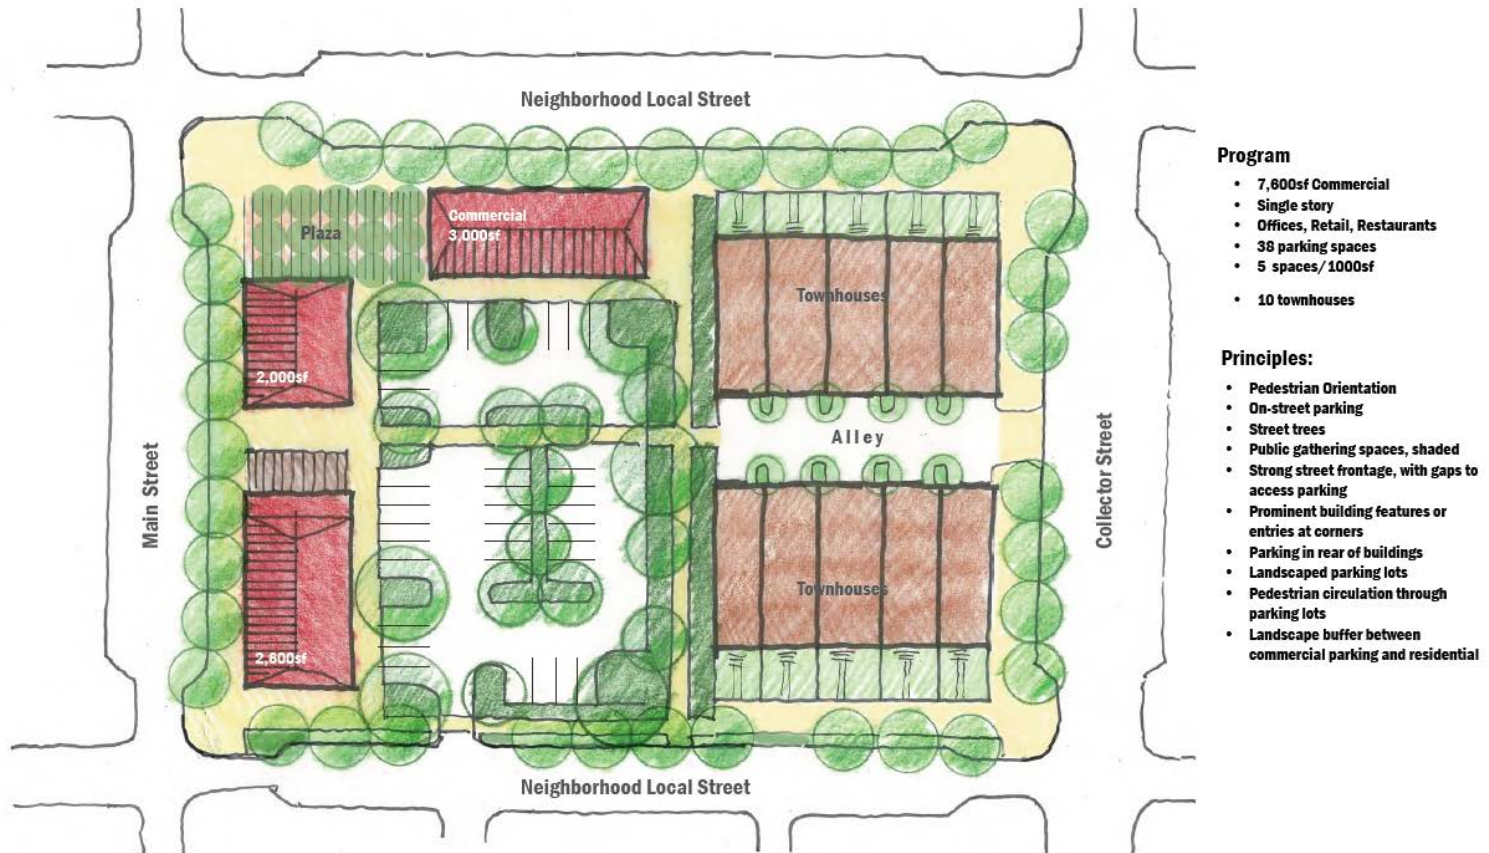 Neighborhood Local Street
Commercial
3,000sf
Plaza
2,000sf
2,600sf
Townhouses
Alley
Townhouses
Main Street
Collector Street
Neighborhood Local Street
Program
• 7,600sf Commercial
• Single story
• Offices, Retail, Restaurants
• 38 parking spaces
• 5 spaces/1000sf
• 10 townhouses
Principles:
• Pedestrian Orientation
• On-street parking
• Street trees
• Public gathering spaces, shaded
• Strong street frontage, with gaps to
access parking
• Prominent building features or
entries at corners
• Parking in rear of buildings
• Landscaped parking lots
• Pedestrian circulation through
parking lots
• Landscape buffer between
commercial parking and residential